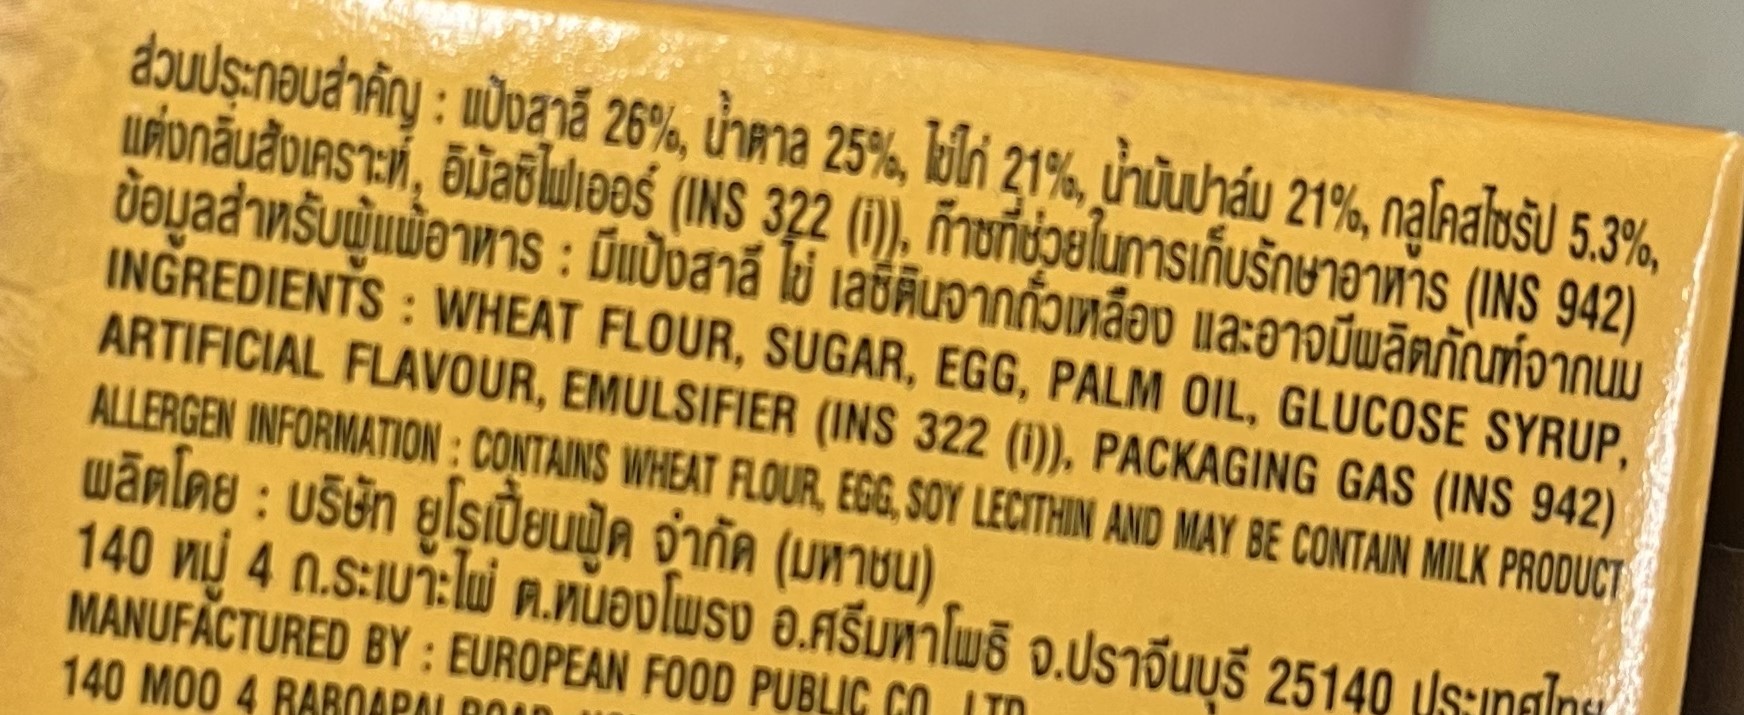 ส่วนประกอบสำคัญ : แป้งสาลี 26%, น้ำตาล 25%, ไข่ไก่ 21%, น้ำมันปาล์ม 21%, กลูโคสไซรัป 5.3%,
แต่งกลิ่นสังเคราะห์, อิมัลซิไฟเออร์ (INS 322 (i)), ก๊าซที่ช่วยในการเก็บรักษาอาหาร (INS 942)
ข้อมูลสำหรับผู้แพ้อาหาร : มีแป้งสาลี ไข่ เลซิตินจากถั่วเหลือง และอาจมีผลิตภัณฑ์จากนม
INGREDIENTS : WHEAT FLOUR, SUGAR, EGG, PALM OIL, GLUCOSE SYRUP,
ARTIFICIAL FLAVOUR, EMULSIFIER (INS 322 (i)), PACKAGING GAS (INS 942)
ALLERGEN INFORMATION : CONTAINS WHEAT FLOUR, EGG, SOY LECITHIN AND MAY BE CONTAIN MILK PRODUCT
ผลิตโดย : บริษัท ยูโรเปี้ยนฟู้ด จำกัด (มหาชน)
140 หมู่ 4 ถ.ระเบาะไผ่ ต.หนองโพรง อ.ศรีมหาโพธิ จ.ปราจีนบุรี 25140 ประเทศไทย
MANUFACTURED BY : EUROPEAN FOOD PUBLIC CO., LTD.
140 MOO 4 RABOAPAI ROAD,